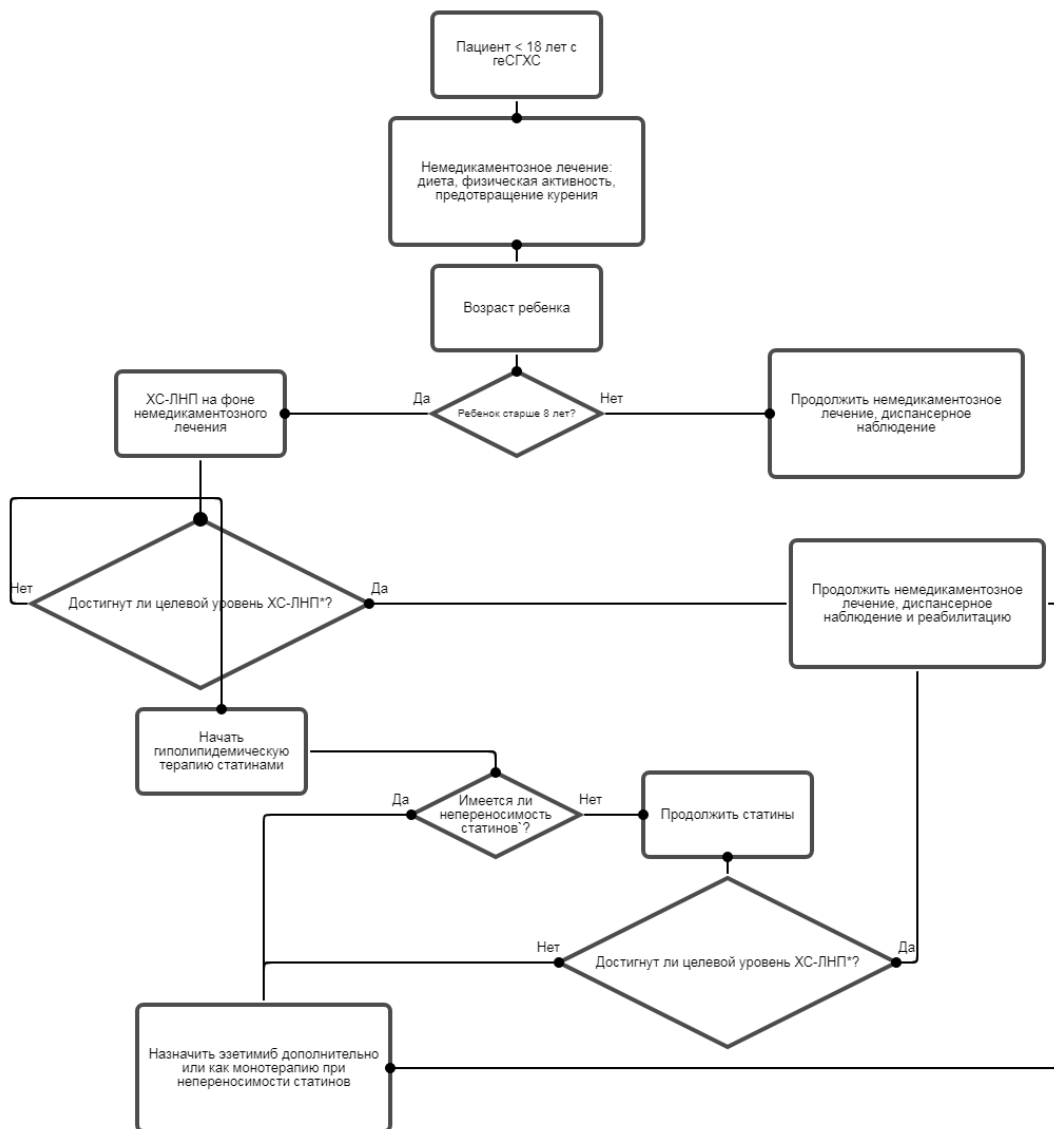 Пациент < 18 лет с
геСГХС
Немедикаментозное лечение:
диета, физическая активность,
предотвращение курения
Возраст ребенка
Ребенок старше 8 лет?
Да
Нет
ХС-ЛНП на фоне
немедикаментозного
лечения
Продолжить немедикаментозное
лечение, диспансерное
наблюдение
Достигнут ли целевой уровень ХС-ЛНП*?
Нет
Да
Продолжить немедикаментозное
лечение, диспансерное
наблюдение и реабилитацию
Начать
гиполипидемическую
терапию статинами
Имеется ли
непереносимость
статинов`?
Да
Нет
Продолжить статины
Достигнут ли целевой уровень ХС-ЛНП*?
Нет
Да
Назначить эзетимиб дополнительно
или как монотерапию при
непереносимости статинов